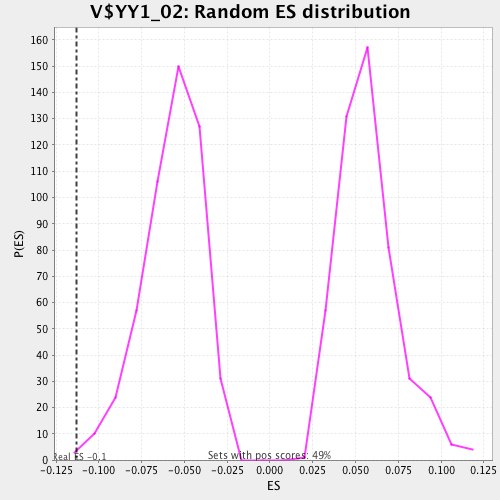 V$YY1_02: Random ES distribution
P(ES)
160
150
140
130
120
110
100
90
80
70
60
50
40
30
20
10
0
Real ES -0.1
Sets with pos scores: 49%
-0.125 -0.100 -0.075 -0.050 -0.025 0.000 0.025 0.050 0.075 0.100 0.125
ES